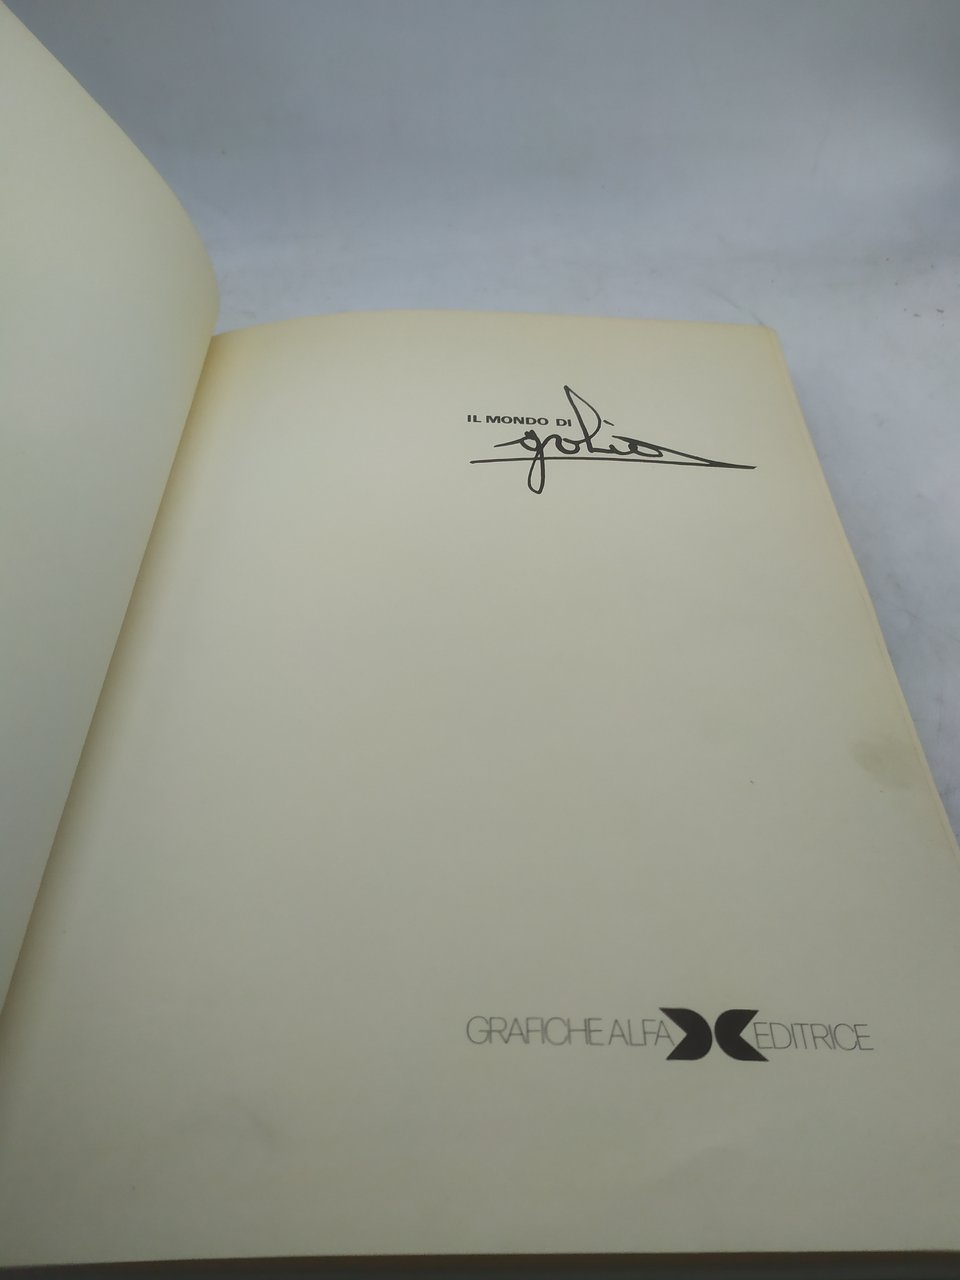 IL MONDO DI
golia
GRAFICHE ALFA EDITRICE